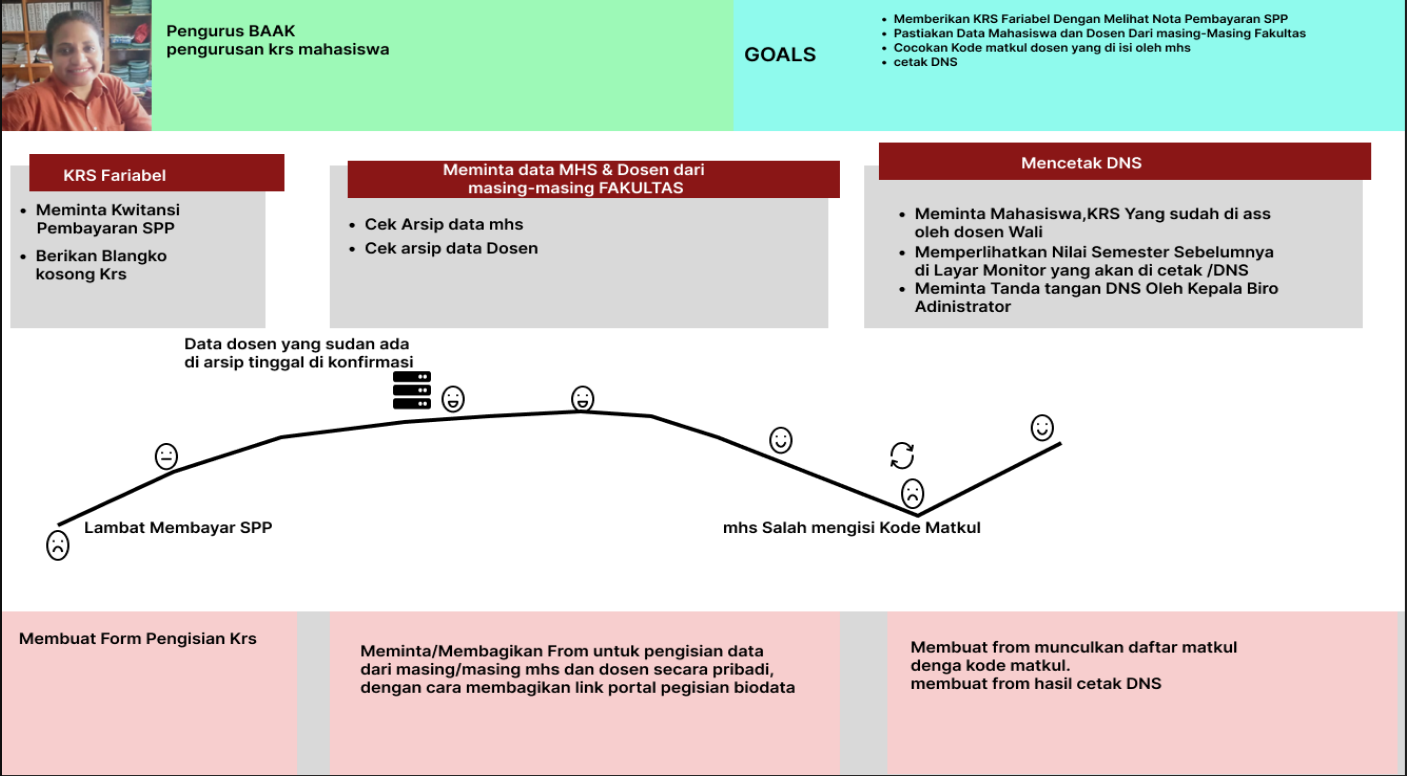 Pengurus BAAK
pengurusan krs mahasiswa
GOALS
• Memberikan KRS Fariabel Dengan Melihat Nota Pembayaran SPP
• Pastiakan Data Mahasiswa dan Dosen Dari masing-Masing Fakultas
• Cocokan Kode matkul dosen yang di isi oleh mhs
• cetak DNS
KRS Fariabel
• Meminta Kwitansi
Pembayaran SPP
• Berikan Blangko
kosong Krs
Meminta data MHS & Dosen dari
masing-masing FAKULTAS
• Cek Arsip data mhs
• Cek arsip data Dosen
Mencetak DNS
• Meminta Mahasiswa,KRS Yang sudah di ass
oleh dosen Wali
• Memperlihatkan Nilai Semester Sebelumnya
di Layar Monitor yang akan di cetak /DNS
• Meminta Tanda tangan DNS Oleh Kepala Biro
Adinistrator
Data dosen yang sudan ada
di arsip tinggal di konfirmasi
Lambat Membayar SPP
mhs Salah mengisi Kode Matkul
Membuat Form Pengisian Krs
Meminta/Membagikan From untuk pengisian data
dari masing/masing mhs dan dosen secara pribadi,
dengan cara membagikan link portal pegisian biodata
Membuat from munculkan daftar matkul
denga kode matkul.
membuat from hasil cetak DNS